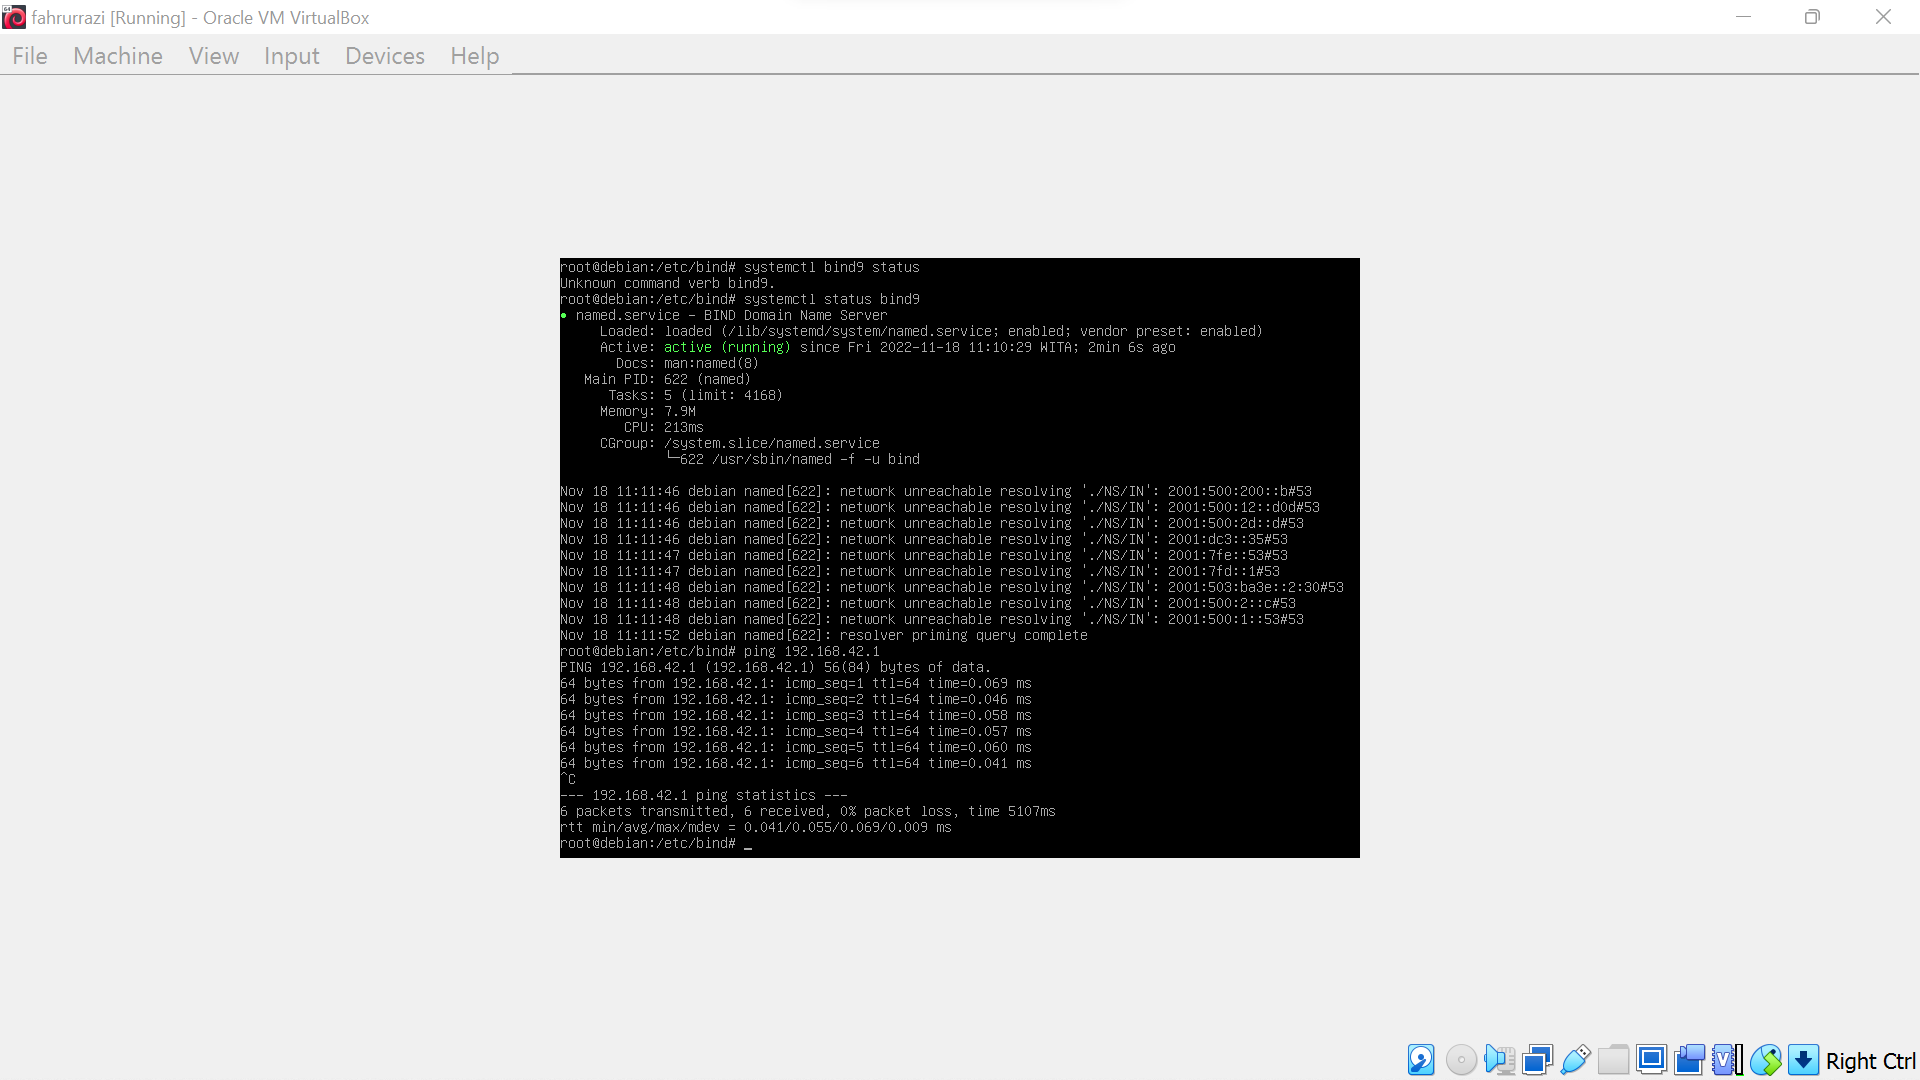 fahrurrazi [Running] - Oracle VM VirtualBox
File Machine View Input Devices Help
root@debian:/etc/bind# systemctl bind9 status
Unknown command verb bind9.
root@debian:/etc/bind# systemctl status bind9
● named.service - BIND Domain Name Server
Loaded: loaded (/lib/systemd/system/named.service; enabled; vendor preset: enabled)
Active: active (running) since Fri 2022-11-18 11:10:29 WITA; 2min 6s ago
Docs: man:named(8)
Main PID: 622 (named)
Tasks: 5 (limit: 4168)
Memory: 7.9M
CPU: 213ms
CGroup: /system.slice/named.service
└─622 /usr/sbin/named -f -u bind
Nov 18 11:11:46 debian named[622]: network unreachable resolving './NS/IN': 2001:500:200::b#53
Nov 18 11:11:46 debian named[622]: network unreachable resolving './NS/IN': 2001:500:12::d0d#53
Nov 18 11:11:46 debian named[622]: network unreachable resolving './NS/IN': 2001:500:2d::d#53
Nov 18 11:11:46 debian named[622]: network unreachable resolving './NS/IN': 2001:dc3::35#53
Nov 18 11:11:47 debian named[622]: network unreachable resolving './NS/IN': 2001:7fe::53#53
Nov 18 11:11:47 debian named[622]: network unreachable resolving './NS/IN': 2001:7fd::1#53
Nov 18 11:11:48 debian named[622]: network unreachable resolving './NS/IN': 2001:503:ba3e::2:30#53
Nov 18 11:11:48 debian named[622]: network unreachable resolving './NS/IN': 2001:500:2::c#53
Nov 18 11:11:48 debian named[622]: network unreachable resolving './NS/IN': 2001:500:1::53#53
Nov 18 11:11:52 debian named[622]: resolver priming query complete
root@debian:/etc/bind# ping 192.168.42.1
PING 192.168.42.1 (192.168.42.1) 56(84) bytes of data.
64 bytes from 192.168.42.1: icmp_seq=1 ttl=64 time=0.069 ms
64 bytes from 192.168.42.1: icmp_seq=2 ttl=64 time=0.046 ms
64 bytes from 192.168.42.1: icmp_seq=3 ttl=64 time=0.058 ms
64 bytes from 192.168.42.1: icmp_seq=4 ttl=64 time=0.057 ms
64 bytes from 192.168.42.1: icmp_seq=5 ttl=64 time=0.060 ms
64 bytes from 192.168.42.1: icmp_seq=6 ttl=64 time=0.041 ms
^C
--- 192.168.42.1 ping statistics ---
6 packets transmitted, 6 received, 0% packet loss, time 5107ms
rtt min/avg/max/mdev = 0.041/0.055/0.069/0.009 ms
root@debian:/etc/bind# _
Right Ctrl